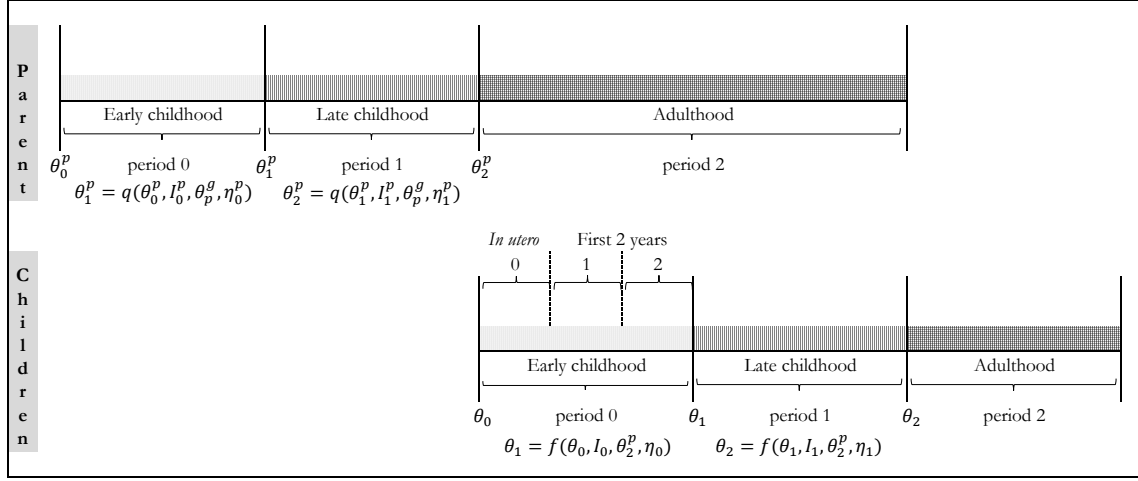 Parent
Early childhood Late childhood Adulthood
θ₀ᵖ period 0 θ₁ᵖ period 1 θ₂ᵖ period 2
θ₁ᵖ = q(θ₀ᵖ, I₀ᵖ, θₚᵍ, η₀ᵖ) θ₂ᵖ = q(θ₁ᵖ, I₁ᵖ, θₚᵍ, η₁ᵖ)
Children
In utero First 2 years
0 1 2
Early childhood Late childhood Adulthood
θ₀ period 0 θ₁ period 1 θ₂ period 2
θ₁ = f(θ₀, I₀, θ₂ᵖ, η₀) θ₂ = f(θ₁, I₁, θ₂ᵖ, η₁)